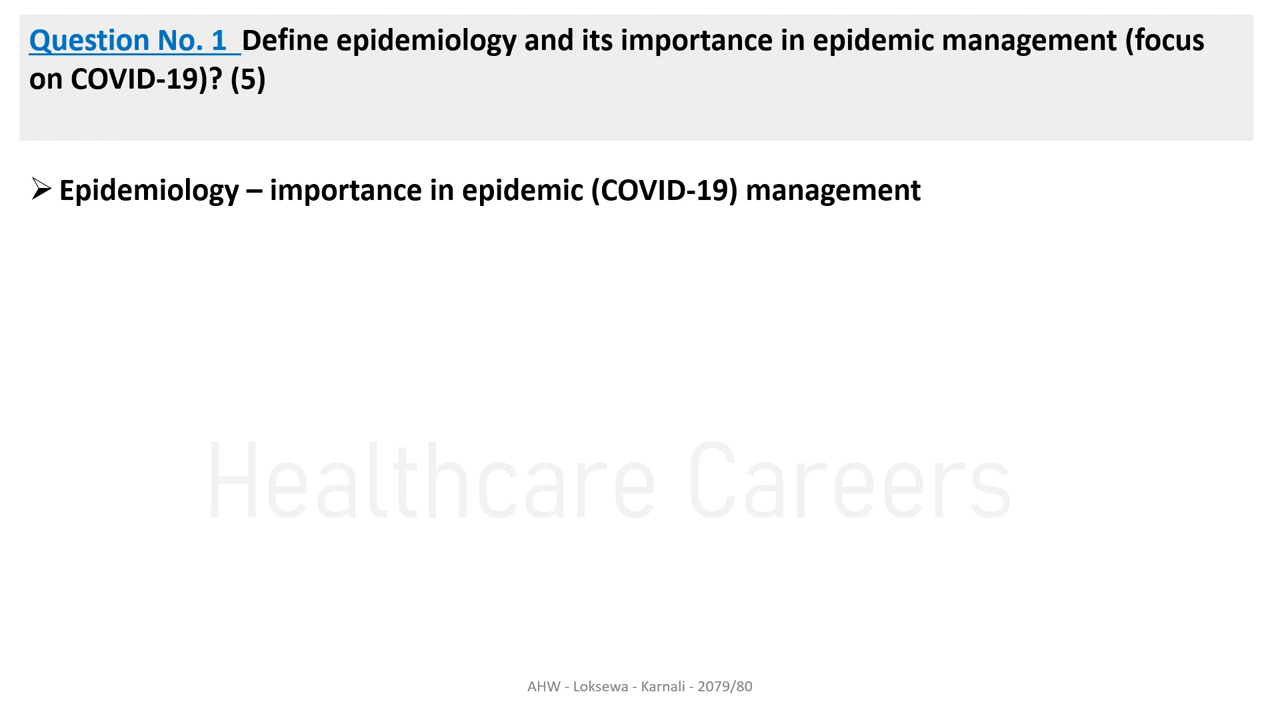 Question No. 1 Define epidemiology and its importance in epidemic management (focus
on COVID-19)? (5)
➢ Epidemiology – importance in epidemic (COVID-19) management
Healthcare Careers
AHW - Loksewa - Karnali - 2079/80